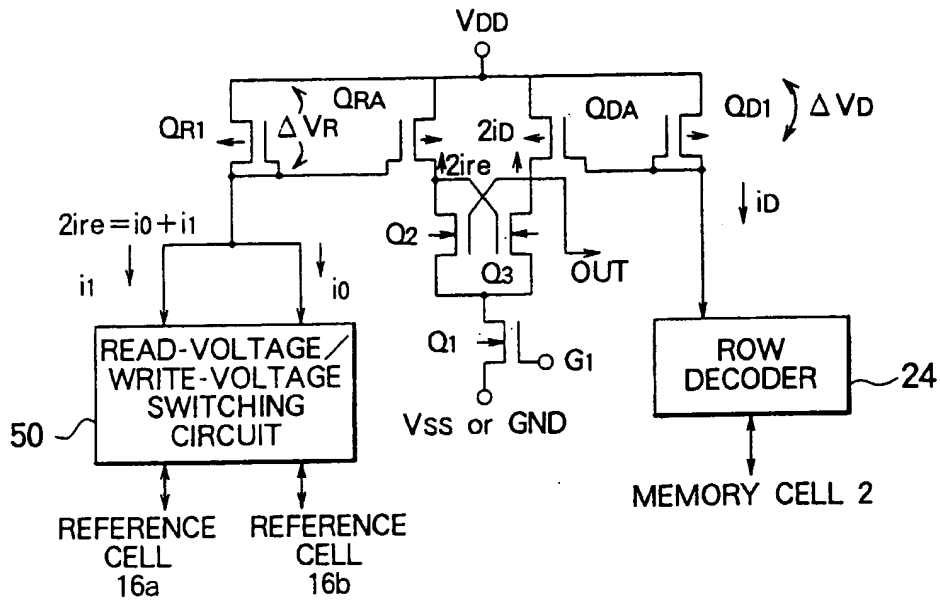 VDD
QR1
ΔVR
QRA
2iD
QDA
QD1
ΔVD
2ire
2ire=i0+i1
i1
i0
Q2
Q3
OUT
iD
Q1
G1
VSS or GND
READ-VOLTAGE/
WRITE-VOLTAGE
SWITCHING
CIRCUIT
50
ROW
DECODER
24
REFERENCE
CELL
16a
REFERENCE
CELL
16b
MEMORY CELL 2